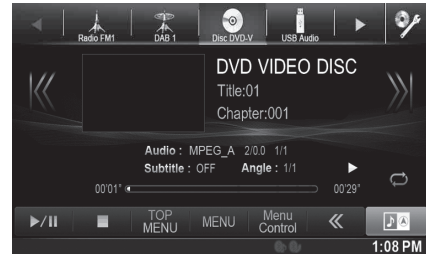 Radio FM1 DAB 1 Disc DVD-V USB Audio
DVD VIDEO DISC
Title:01
Chapter:001
Audio : MPEG_A 2/0.0 1/1
Subtitle : OFF Angle : 1/1
00'01" 00'29"
TOP MENU MENU Menu Control
1:08 PM